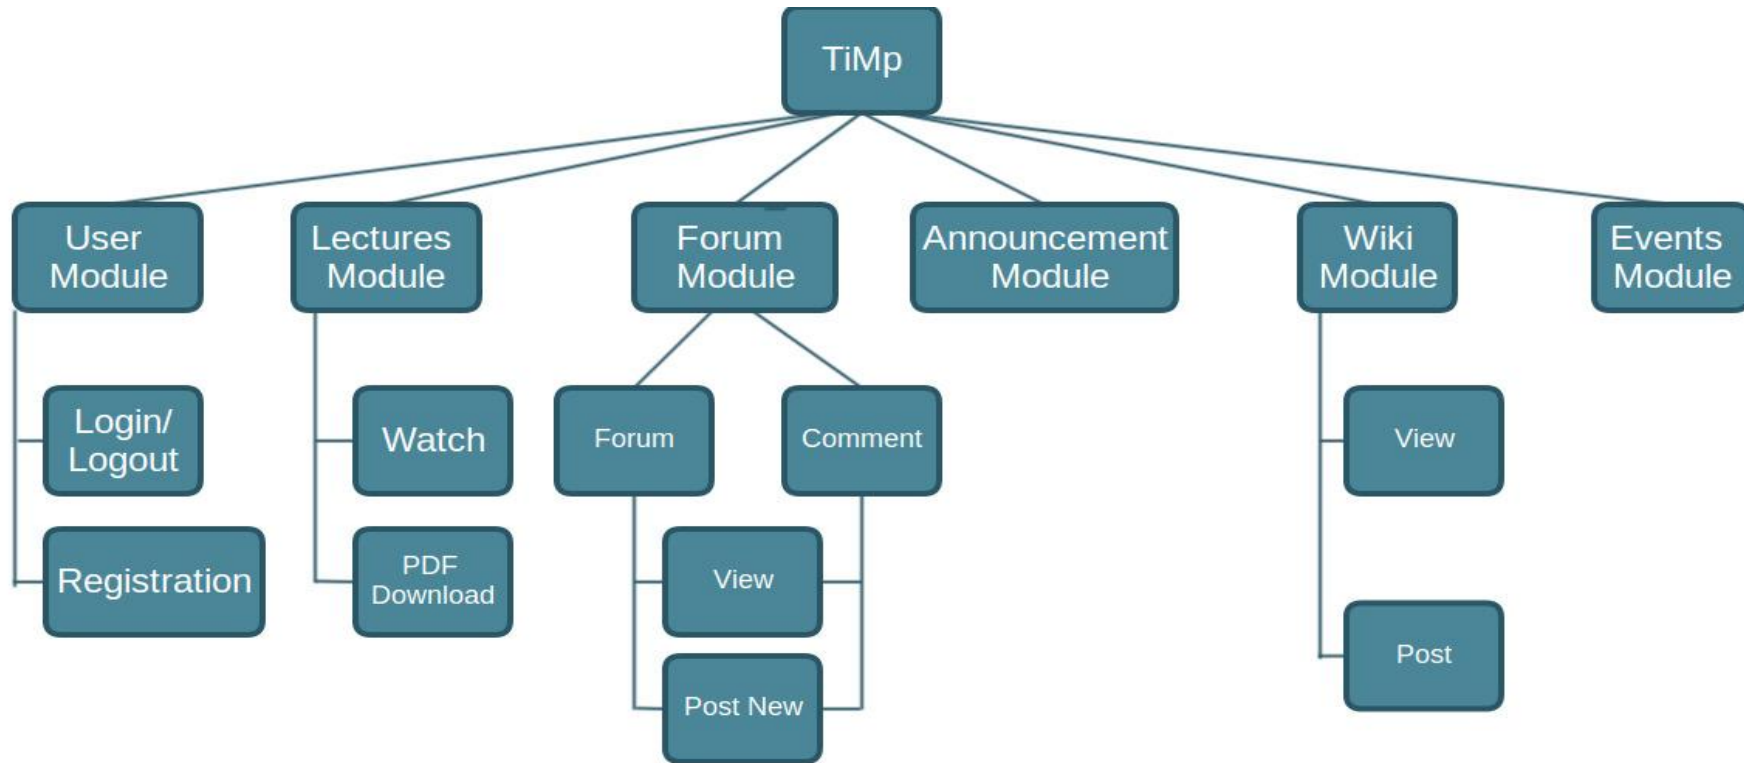 TiMp
User
Module
Lectures
Module
Forum
Module
Announcement
Module
Wiki
Module
Events
Module
Login/
Logout
Watch
Forum
Comment
View
Registration
PDF
Download
View
Post
Post New